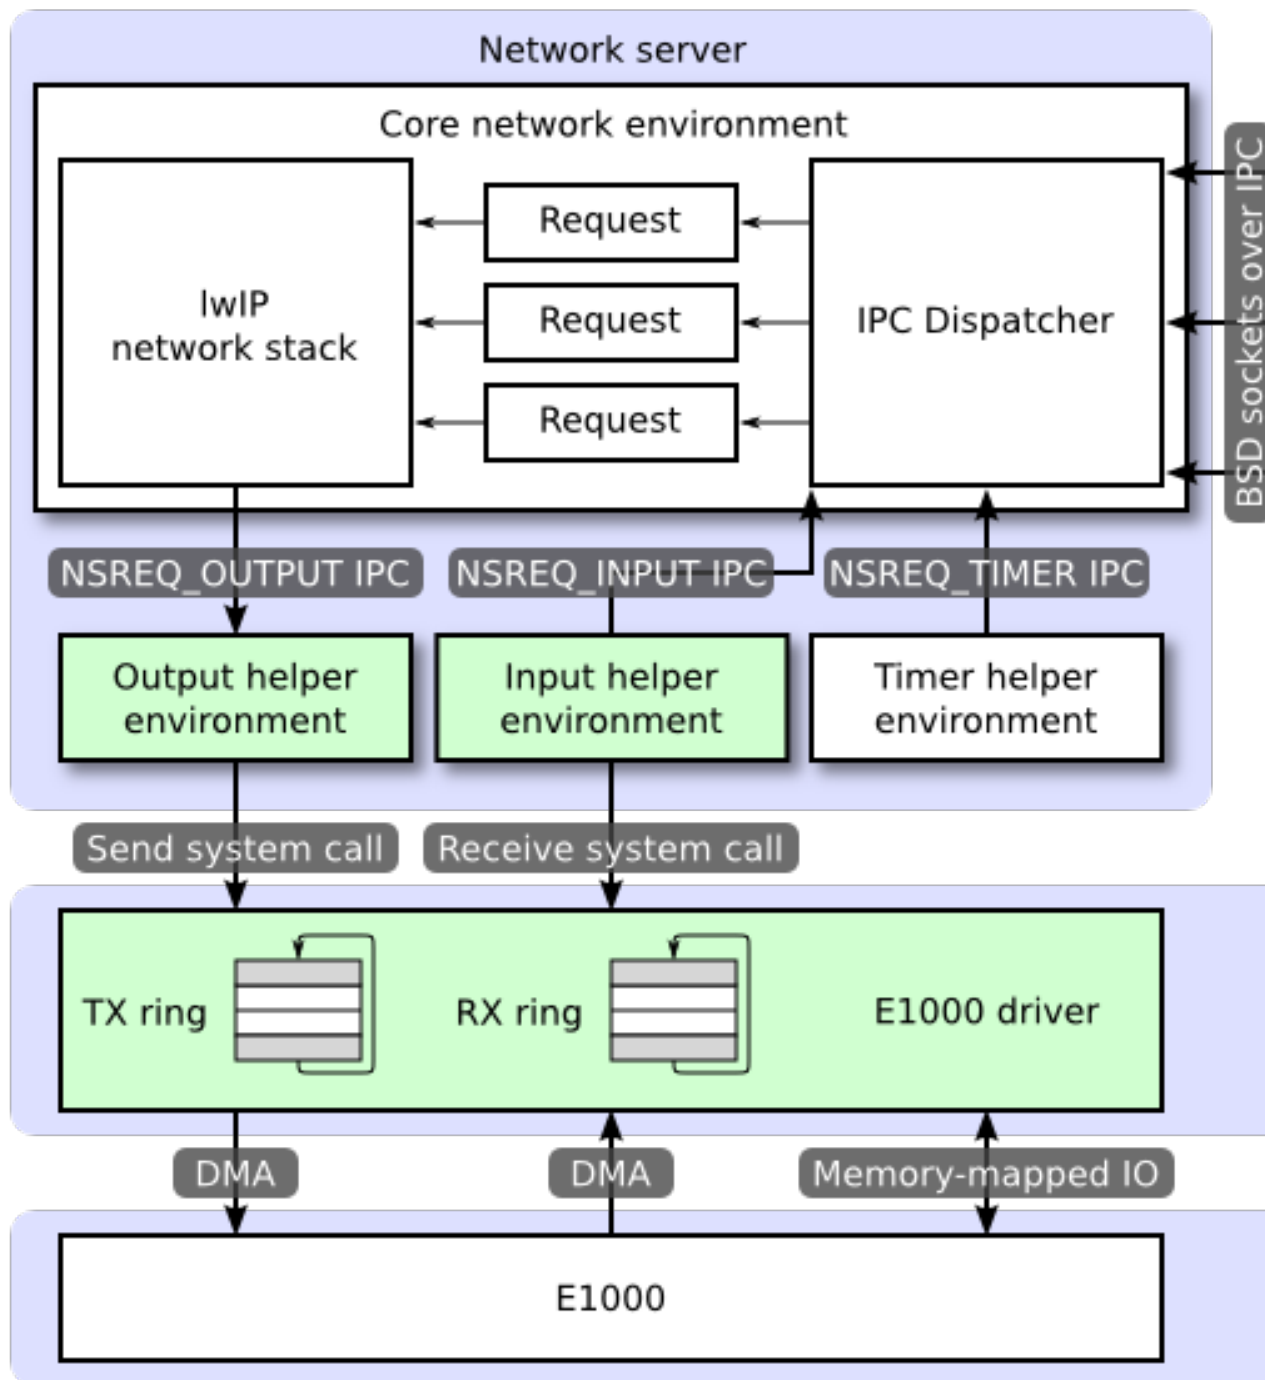 Network server
Core network environment
lwIP
network stack
Request
Request
Request
IPC Dispatcher
BSD sockets over IPC
NSREQ_OUTPUT IPC
NSREQ_INPUT IPC
NSREQ_TIMER IPC
Output helper
environment
Input helper
environment
Timer helper
environment
Send system call
Receive system call
TX ring
RX ring
E1000 driver
DMA
DMA
Memory-mapped IO
E1000